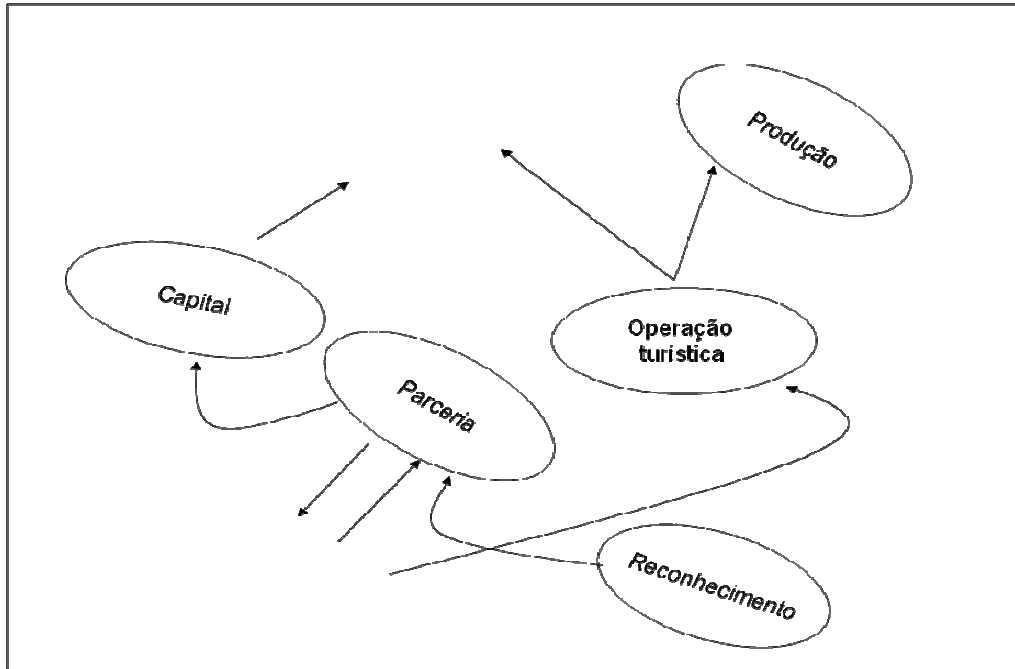 Produção
Capital
Operação
turística
Parceria
Reconhecimento